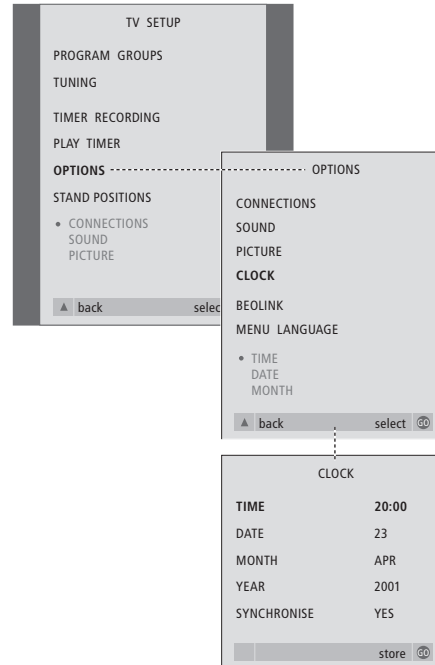 TV SETUP
PROGRAM GROUPS
TUNING
TIMER RECORDING
PLAY TIMER
OPTIONS
STAND POSITIONS
• CONNECTIONS
SOUND
PICTURE
▲ back selec
OPTIONS
CONNECTIONS
SOUND
PICTURE
CLOCK
BEOLINK
MENU LANGUAGE
• TIME
DATE
MONTH
▲ back select GO
CLOCK
TIME 20:00
DATE 23
MONTH APR
YEAR 2001
SYNCHRONISE YES
store GO